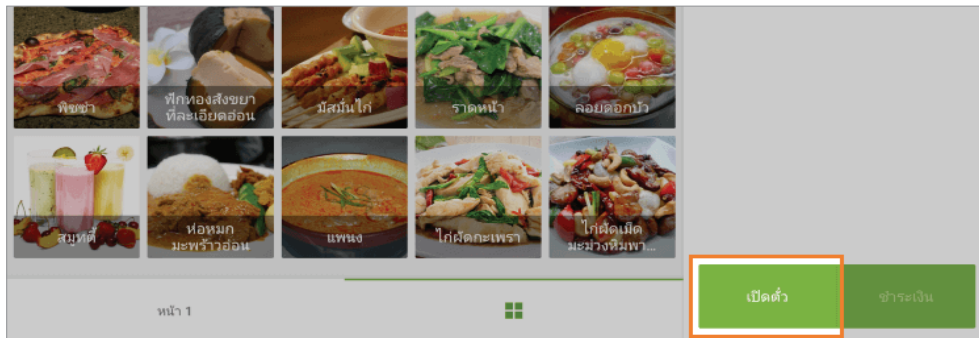 พิซซ่า
ฟักทองสังขยา
ที่ละเอียดอ่อน
มัสมั่นไก่
ราดหน้า
ลอยดอกบัว
สมูทตี้
ห่อหมก
มะพร้าวอ่อน
แพนง
ไก่ผัดกะเพรา
ไก่ผัดเม็ด
มะม่วงหิมพา...
หน้า 1
เปิดตั๋ว
ชำระเงิน